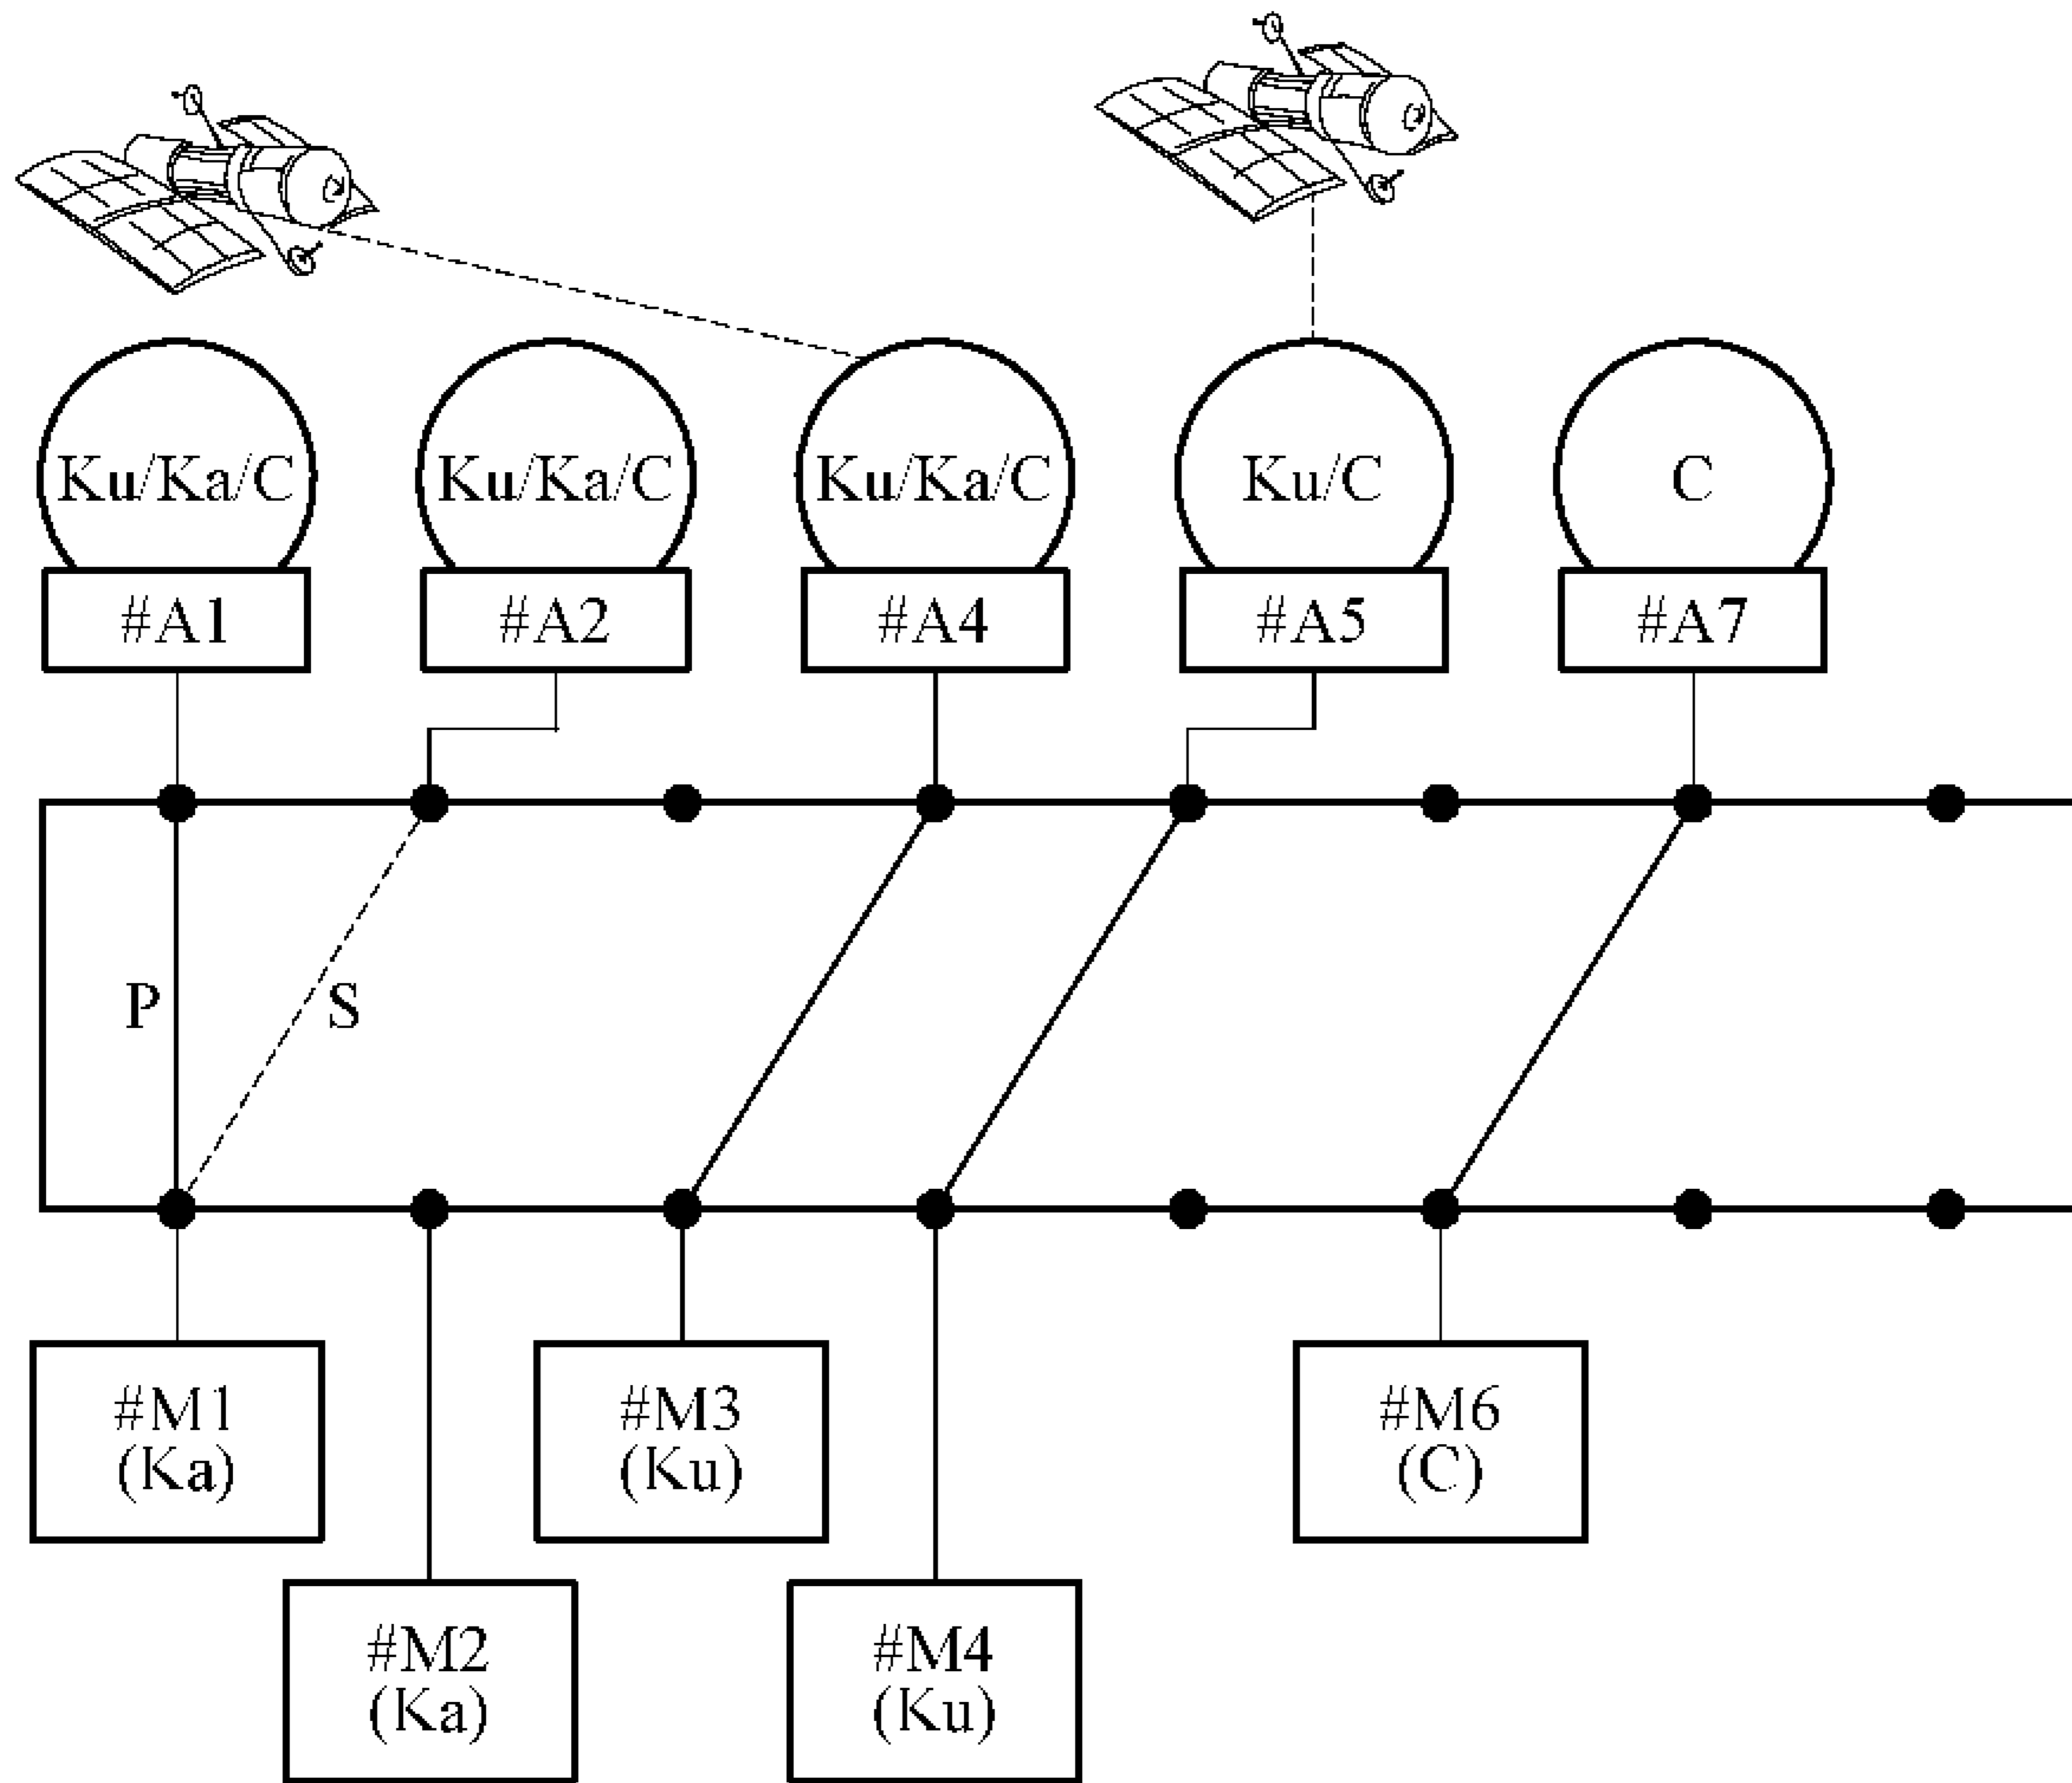 Ku/Ka/C
Ku/Ka/C
Ku/Ka/C
Ku/C
C
#A1
#A2
#A4
#A5
#A7
P
S
#M1
(Ka)
#M3
(Ku)
#M6
(C)
#M2
(Ka)
#M4
(Ku)